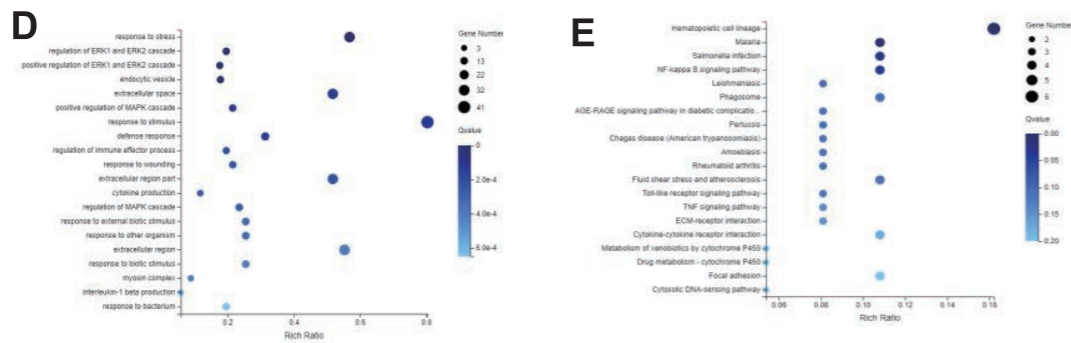 D
response to stress
regulation of ERK1 and ERK2 cascade
positive regulation of ERK1 and ERK2 cascade
endocytic vesicle
extracellular space
positive regulation of MAPK cascade
response to stimulus
defense response
regulation of immune effector process
response to wounding
extracellular region part
cytokine production
regulation of MAPK cascade
response to external biotic stimulus
response to other organism
extracellular region
response to biotic stimulus
myosin complex
interleukin-1 beta production
response to bacterium
0.2 0.4 0.6 0.8
Rich Ratio
Gene Number
3
13
22
32
41
Qvalue
0
2.0e-4
4.0e-4
6.0e-4
E
Hematopoietic cell lineage
Malaria
Salmonella infection
NF-kappa B signaling pathway
Leishmaniasis
Phagosome
AGE-RAGE signaling pathway in diabetic complicatio...
Pertussis
Chagas disease (American trypanosomiasis)
Amoebiasis
Rheumatoid arthritis
Fluid shear stress and atherosclerosis
Toll-like receptor signaling pathway
TNF signaling pathway
ECM-receptor interaction
Cytokine-cytokine receptor interaction
Metabolism of xenobiotics by cytochrome P450
Drug metabolism - cytochrome P450
Focal adhesion
Cytosolic DNA-sensing pathway
0.06 0.08 0.10 0.12 0.14 0.16
Rich Ratio
Gene Number
2
3
4
5
6
Qvalue
0.00
0.05
0.10
0.15
0.20